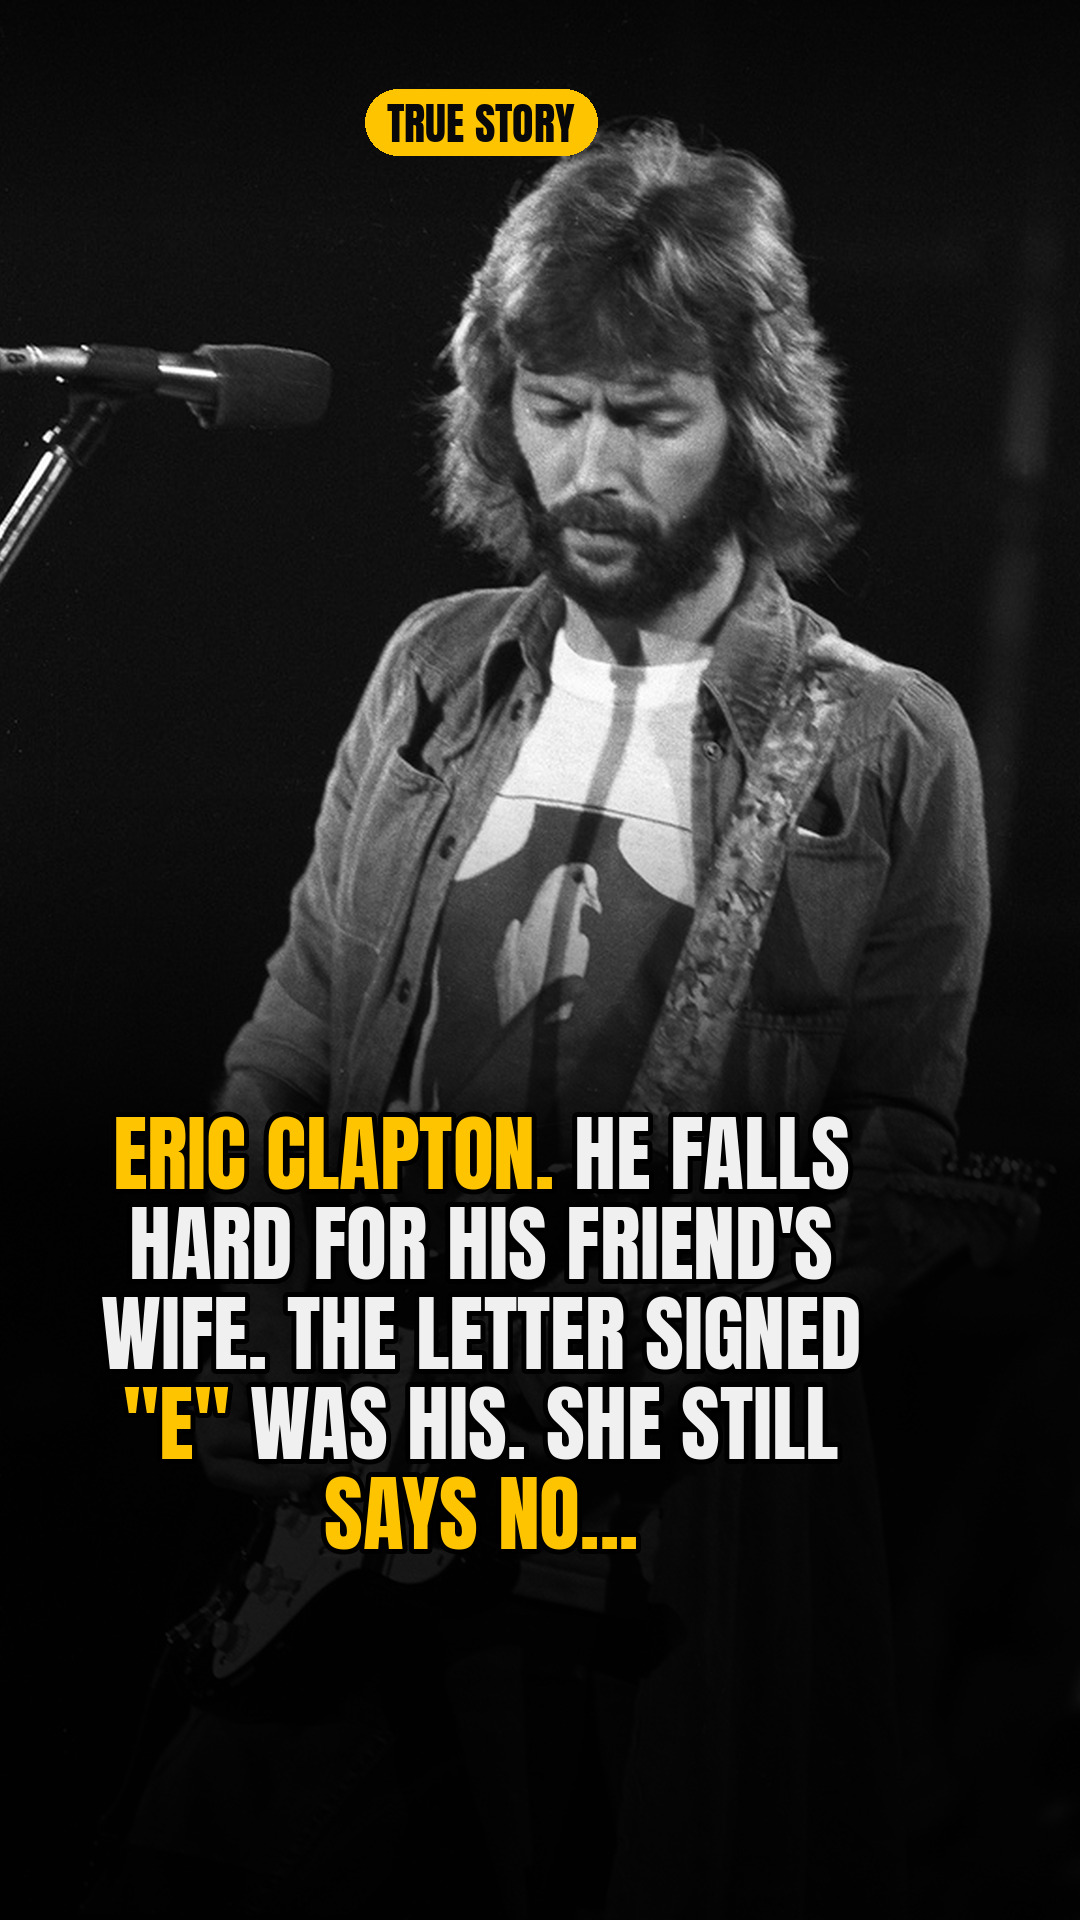 TRUE STORY
ERIC CLAPTON. HE FALLS
HARD FOR HIS FRIEND'S
WIFE. THE LETTER SIGNED
"E" WAS HIS. SHE STILL
SAYS NO...